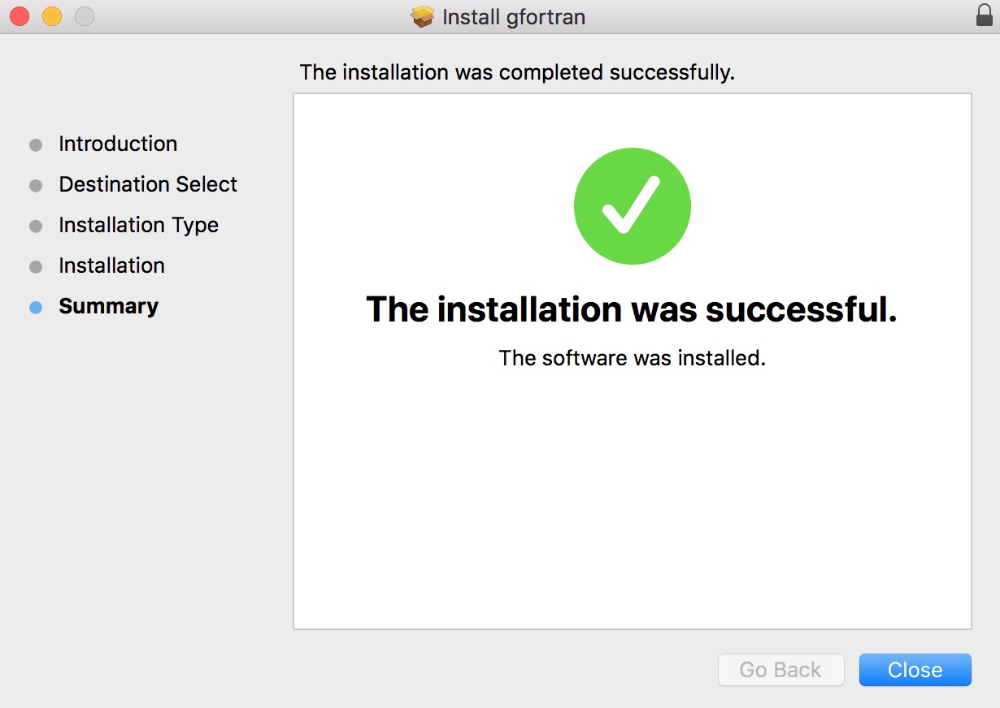 Install gfortran
The installation was completed successfully.
Introduction
Destination Select
Installation Type
Installation
Summary
The installation was successful.
The software was installed.
Go Back
Close